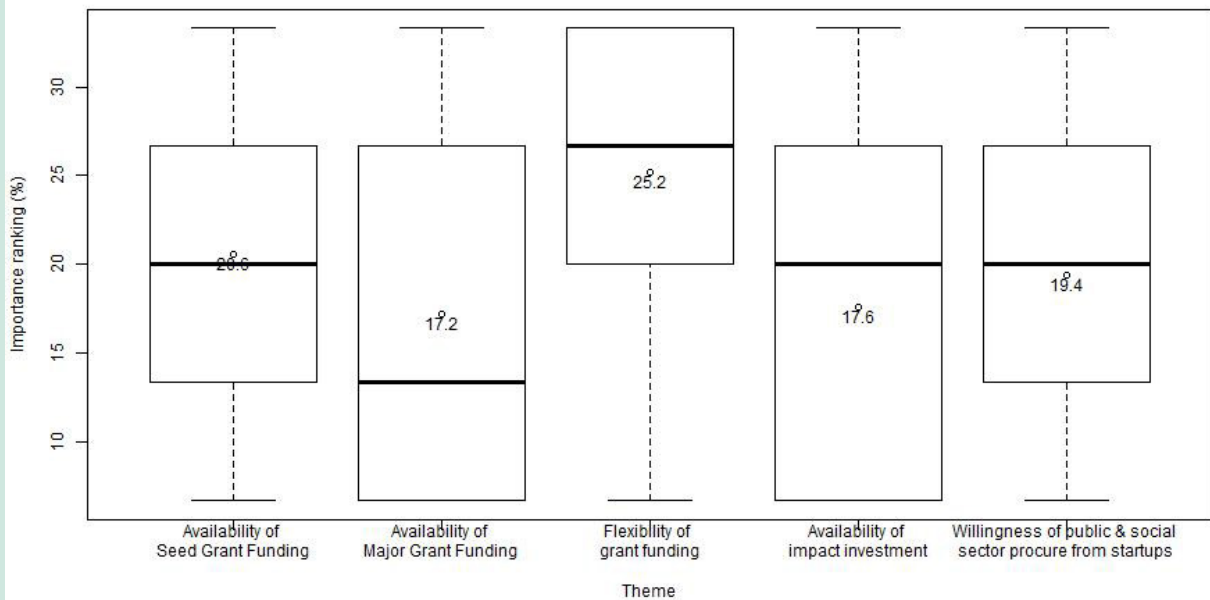 Importance ranking (%)
30
25
20
15
10
20.6
17.2
25.2
17.6
19.4
Availability of
Seed Grant Funding
Availability of
Major Grant Funding
Flexibility of
grant funding
Availability of
impact investment
Willingness of public & social
sector procure from startups
Theme